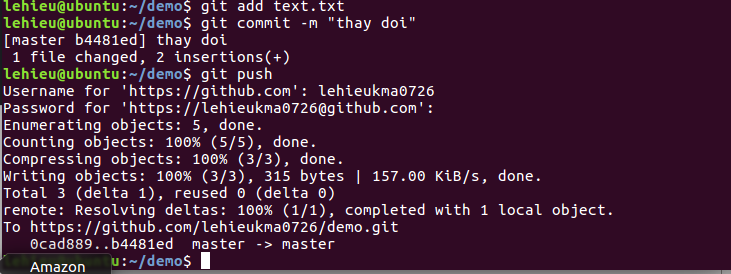 lehieu@ubuntu:~/demo$ git add text.txt
lehieu@ubuntu:~/demo$ git commit -m "thay doi"
[master b4481ed] thay doi
 1 file changed, 2 insertions(+)
lehieu@ubuntu:~/demo$ git push
Username for 'https://github.com': lehieukma0726
Password for 'https://lehieukma0726@github.com':
Enumerating objects: 5, done.
Counting objects: 100% (5/5), done.
Compressing objects: 100% (3/3), done.
Writing objects: 100% (3/3), 315 bytes | 157.00 KiB/s, done.
Total 3 (delta 1), reused 0 (delta 0)
remote: Resolving deltas: 100% (1/1), completed with 1 local object.
To https://github.com/lehieukma0726/demo.git
   0cad889..b4481ed  master -> master
:~/demo$
Amazon